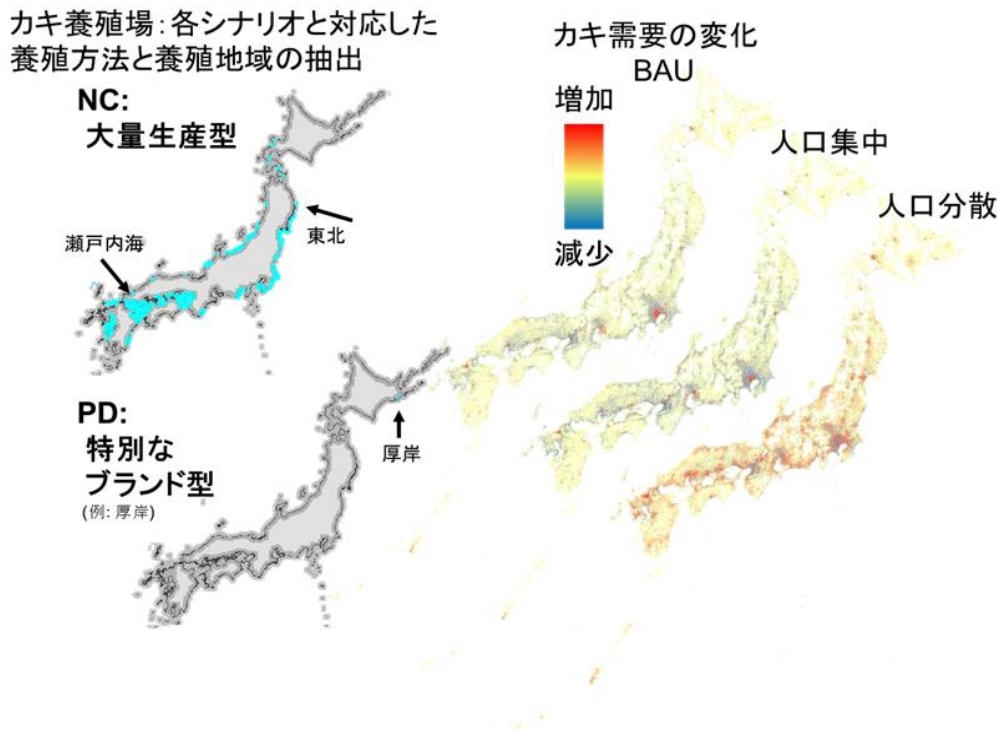 カキ養殖場：各シナリオと対応した
養殖方法と養殖地域の抽出
NC:
大量生産型
瀬戸内海
東北
PD:
特別な
ブランド型
(例: 厚岸)
厚岸
カキ需要の変化
BAU
増加
減少
人口集中
人口分散